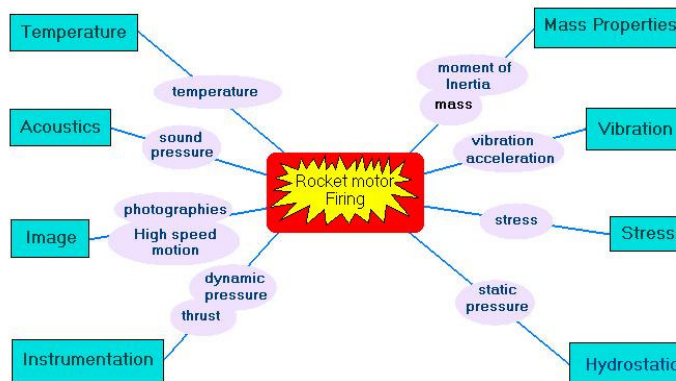 Temperature
Mass Properties
moment of
Inertia
mass
temperature
Acoustics
sound
pressure
vibration
acceleration
Vibration
Rocket motor
Firing
photographies
High speed
motion
Image
stress
Stress
dynamic
pressure
thrust
static
pressure
Instrumentation
Hydrostatic